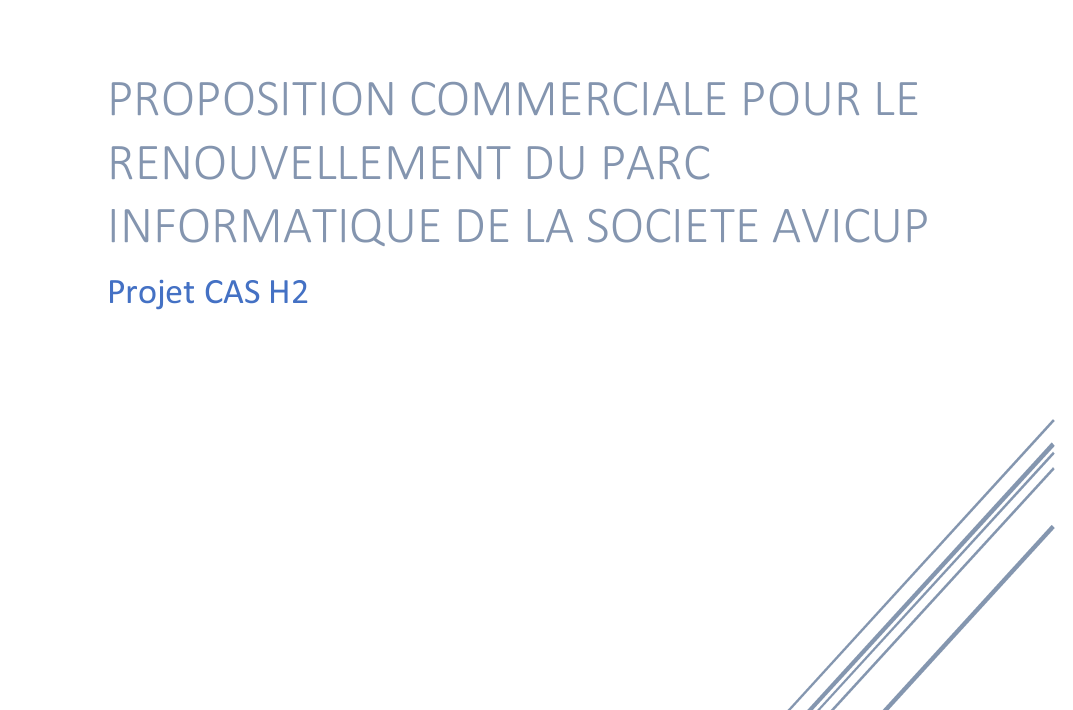 PROPOSITION COMMERCIALE POUR LE
RENOUVELLEMENT DU PARC
INFORMATIQUE DE LA SOCIETE AVICUP
Projet CAS H2